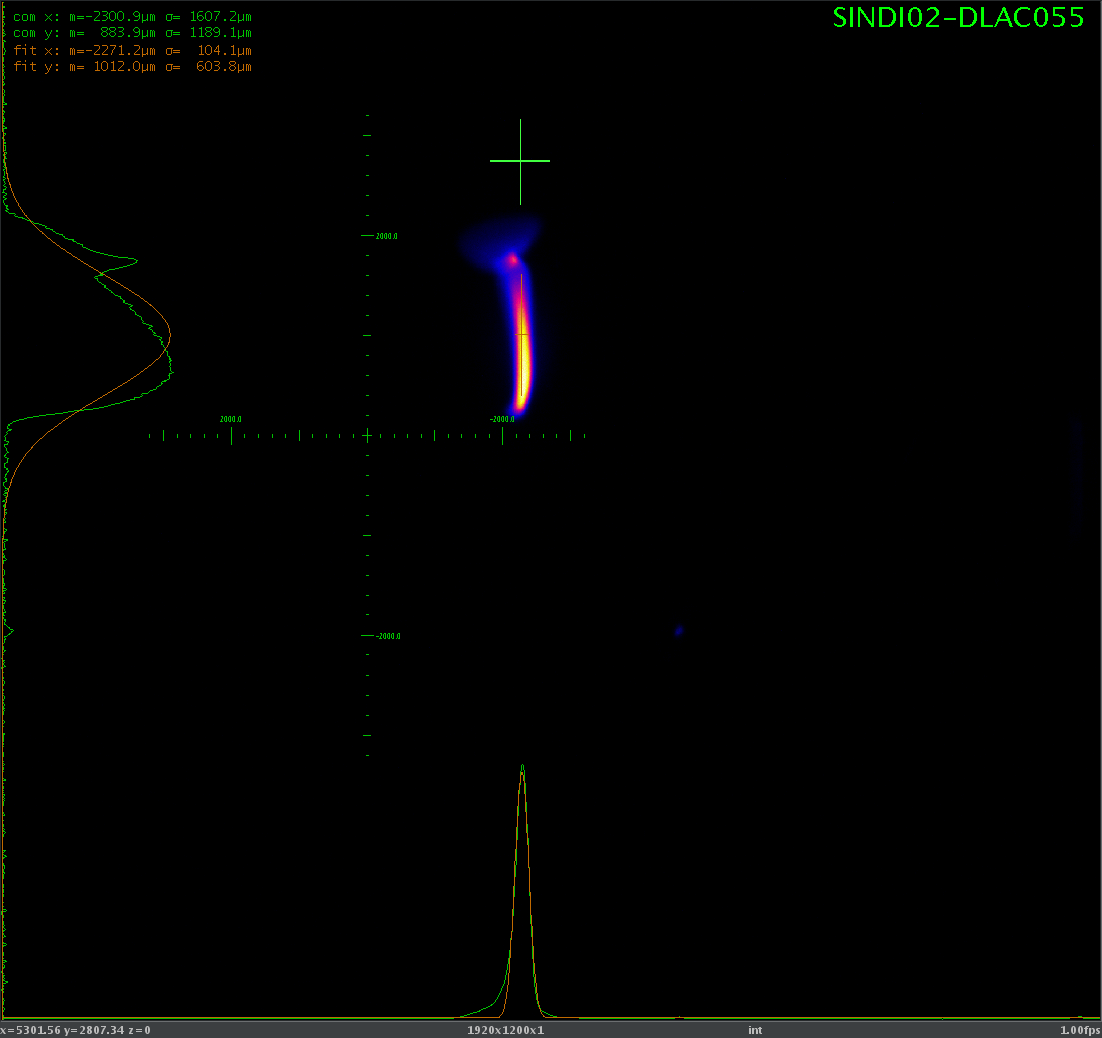 SINDI02-DLAC055
com x: m=-2300.9µm σ= 1607.2µm
com y: m= 883.9µm σ= 1189.1µm
fit x: m=-2271.2µm σ= 104.1µm
fit y: m= 1012.0µm σ= 603.8µm
2000.0
2000.0
-2000.0
-2000.0
x=5301.56 y=2807.34 z=0 1920x1200x1 int 1.00fps